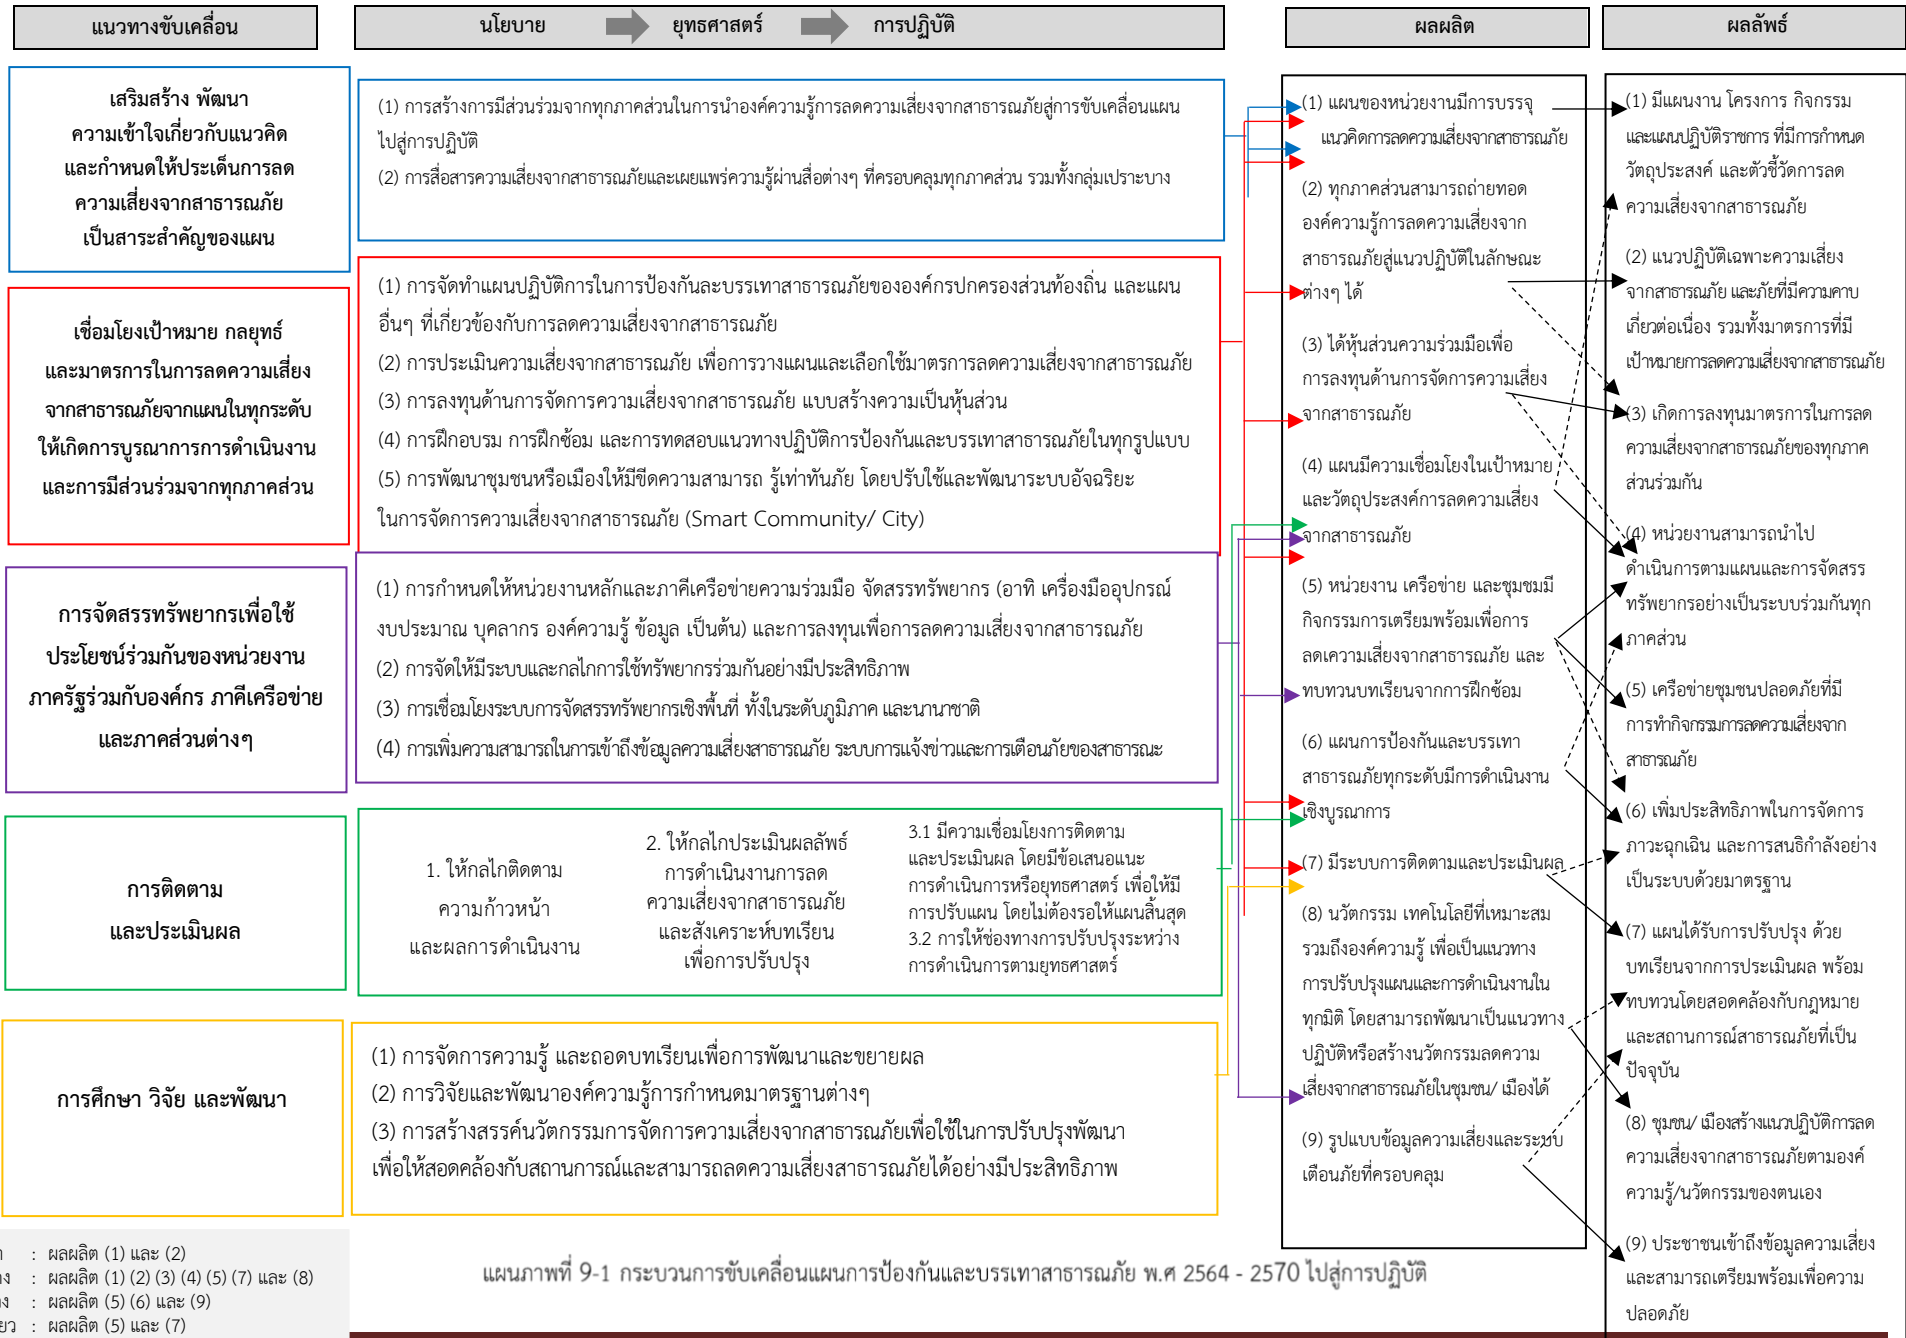 แนวทางขับเคลื่อน
นโยบาย
ยุทธศาสตร์
การปฏิบัติ
ผลผลิต
ผลลัพธ์
เสริมสร้าง พัฒนา
ความเข้าใจเกี่ยวกับแนวคิด
และกำหนดให้ประเด็นการลด
ความเสี่ยงจากสาธารณภัย
เป็นสาระสำคัญของแผน
(1) การสร้างการมีส่วนร่วมจากทุกภาคส่วนในการนำองค์ความรู้การลดความเสี่ยงจากสาธารณภัยสู่การขับเคลื่อนแผน
ไปสู่การปฏิบัติ
(2) การสื่อสารความเสี่ยงจากสาธารณภัยและเผยแพร่ความรู้ผ่านสื่อต่างๆ ที่ครอบคลุมทุกภาคส่วน รวมทั้งกลุ่มเปราะบาง
เชื่อมโยงเป้าหมาย กลยุทธ์
และมาตรการในการลดความเสี่ยง
จากสาธารณภัยจากแผนในทุกระดับ
ให้เกิดการบูรณาการการดำเนินงาน
และการมีส่วนร่วมจากทุกภาคส่วน
(1) การจัดทำแผนปฏิบัติการในการป้องกันละบรรเทาสาธารณภัยขององค์กรปกครองส่วนท้องถิ่น และแผน
อื่นๆ ที่เกี่ยวข้องกับการลดความเสี่ยงจากสาธารณภัย
(2) การประเมินความเสี่ยงจากสาธารณภัย เพื่อการวางแผนและเลือกใช้มาตรการลดความเสี่ยงจากสาธารณภัย
(3) การลงทุนด้านการจัดการความเสี่ยงจากสาธารณภัย แบบสร้างความเป็นหุ้นส่วน
(4) การฝึกอบรม การฝึกซ้อม และการทดสอบแนวทางปฏิบัติการป้องกันและบรรเทาสาธารณภัยในทุกรูปแบบ
(5) การพัฒนาชุมชนหรือเมืองให้มีขีดความสามารถ รู้เท่าทันภัย โดยปรับใช้และพัฒนาระบบอัจฉริยะ
ในการจัดการความเสี่ยงจากสาธารณภัย (Smart Community/ City)
การจัดสรรทรัพยากรเพื่อใช้
ประโยชน์ร่วมกันของหน่วยงาน
ภาครัฐร่วมกับองค์กร ภาคีเครือข่าย
และภาคส่วนต่างๆ
(1) การกำหนดให้หน่วยงานหลักและภาคีเครือข่ายความร่วมมือ จัดสรรทรัพยากร (อาทิ เครื่องมืออุปกรณ์
งบประมาณ บุคลากร องค์ความรู้ ข้อมูล เป็นต้น) และการลงทุนเพื่อการลดความเสี่ยงจากสาธารณภัย
(2) การจัดให้มีระบบและกลไกการใช้ทรัพยากรร่วมกันอย่างมีประสิทธิภาพ
(3) การเชื่อมโยงระบบการจัดสรรทรัพยากรเชิงพื้นที่ ทั้งในระดับภูมิภาค และนานาชาติ
(4) การเพิ่มความสามารถในการเข้าถึงข้อมูลความเสี่ยงสาธารณภัย ระบบการแจ้งข่าวและการเตือนภัยของสาธารณะ
การติดตาม
และประเมินผล
1. ให้กลไกติดตาม
ความก้าวหน้า
และผลการดำเนินงาน
2. ให้กลไกประเมินผลลัพธ์
การดำเนินงานการลด
ความเสี่ยงจากสาธารณภัย
และสังเคราะห์บทเรียน
เพื่อการปรับปรุง
3.1 มีความเชื่อมโยงการติดตาม
และประเมินผล โดยมีข้อเสนอแนะ
การดำเนินการหรือยุทธศาสตร์ เพื่อให้มี
การปรับแผน โดยไม่ต้องรอให้แผนสิ้นสุด
3.2 การให้ช่องทางการปรับปรุงระหว่าง
การดำเนินการตามยุทธศาสตร์
การศึกษา วิจัย และพัฒนา
(1) การจัดการความรู้ และถอดบทเรียนเพื่อการพัฒนาและขยายผล
(2) การวิจัยและพัฒนาองค์ความรู้การกำหนดมาตรฐานต่างๆ
(3) การสร้างสรรค์นวัตกรรมการจัดการความเสี่ยงจากสาธารณภัยเพื่อใช้ในการปรับปรุงพัฒนา
เพื่อให้สอดคล้องกับสถานการณ์และสามารถลดความเสี่ยงสาธารณภัยได้อย่างมีประสิทธิภาพ
(1) แผนของหน่วยงานมีการบรรจุ
แนวคิดการลดความเสี่ยงจากสาธารณภัย
(2) ทุกภาคส่วนสามารถถ่ายทอด
องค์ความรู้การลดความเสี่ยงจาก
สาธารณภัยสู่แนวปฏิบัติในลักษณะ
ต่างๆ ได้
(3) ได้หุ้นส่วนความร่วมมือเพื่อ
การลงทุนด้านการจัดการความเสี่ยง
จากสาธารณภัย
(4) แผนมีความเชื่อมโยงในเป้าหมาย
และวัตถุประสงค์การลดความเสี่ยง
จากสาธารณภัย
(5) หน่วยงาน เครือข่าย และชุมชนมี
กิจกรรมการเตรียมพร้อมเพื่อการ
ลดเความเสี่ยงจากสาธารณภัย และ
ทบทวนบทเรียนจากการฝึกซ้อม
(6) แผนการป้องกันและบรรเทา
สาธารณภัยทุกระดับมีการดำเนินงาน
เชิงบูรณาการ
(7) มีระบบการติดตามและประเมินผล
(8) นวัตกรรม เทคโนโลยีที่เหมาะสม
รวมถึงองค์ความรู้ เพื่อเป็นแนวทาง
การปรับปรุงแผนและการดำเนินงานใน
ทุกมิติ โดยสามารถพัฒนาเป็นแนวทาง
ปฏิบัติหรือสร้างนวัตกรรมลดความ
เสี่ยงจากสาธารณภัยในชุมชน/ เมืองได้
(9) รูปแบบข้อมูลความเสี่ยงและระบบ
เตือนภัยที่ครอบคลุม
(1) มีแผนงาน โครงการ กิจกรรม
และแผนปฏิบัติราชการ ที่มีการกำหนด
วัตถุประสงค์ และตัวชี้วัดการลด
ความเสี่ยงจากสาธารณภัย
(2) แนวปฏิบัติเฉพาะความเสี่ยง
จากสาธารณภัย และภัยที่มีความคาบ
เกี่ยวต่อเนื่อง รวมทั้งมาตรการที่มี
เป้าหมายการลดความเสี่ยงจากสาธารณภัย
(3) เกิดการลงทุนมาตรการในการลด
ความเสี่ยงจากสาธารณภัยของทุกภาค
ส่วนร่วมกัน
(4) หน่วยงานสามารถนำไป
ดำเนินการตามแผนและการจัดสรร
ทรัพยากรอย่างเป็นระบบร่วมกันทุก
ภาคส่วน
(5) เครือข่ายชุมชนปลอดภัยที่มี
การทำกิจกรรมการลดความเสี่ยงจาก
สาธารณภัย
(6) เพิ่มประสิทธิภาพในการจัดการ
ภาวะฉุกเฉิน และการสนธิกำลังอย่าง
เป็นระบบด้วยมาตรฐาน
(7) แผนได้รับการปรับปรุง ด้วย
บทเรียนจากการประเมินผล พร้อม
ทบทวนโดยสอดคล้องกับกฎหมาย
และสถานการณ์สาธารณภัยที่เป็น
ปัจจุบัน
(8) ชุมชน/ เมืองสร้างแนวปฏิบัติการลด
ความเสี่ยงจากสาธารณภัยตามองค์
ความรู้/นวัตกรรมของตนเอง
(9) ประชาชนเข้าถึงข้อมูลความเสี่ยง
และสามารถเตรียมพร้อมเพื่อความ
ปลอดภัย
: ผลผลิต (1) และ (2)
: ผลผลิต (1) (2) (3) (4) (5) (7) และ (8)
: ผลผลิต (5) (6) และ (9)
: ผลผลิต (5) และ (7)
แผนภาพที่ 9-1 กระบวนการขับเคลื่อนแผนการป้องกันและบรรเทาสาธารณภัย พ.ศ 2564 - 2570 ไปสู่การปฏิบัติ